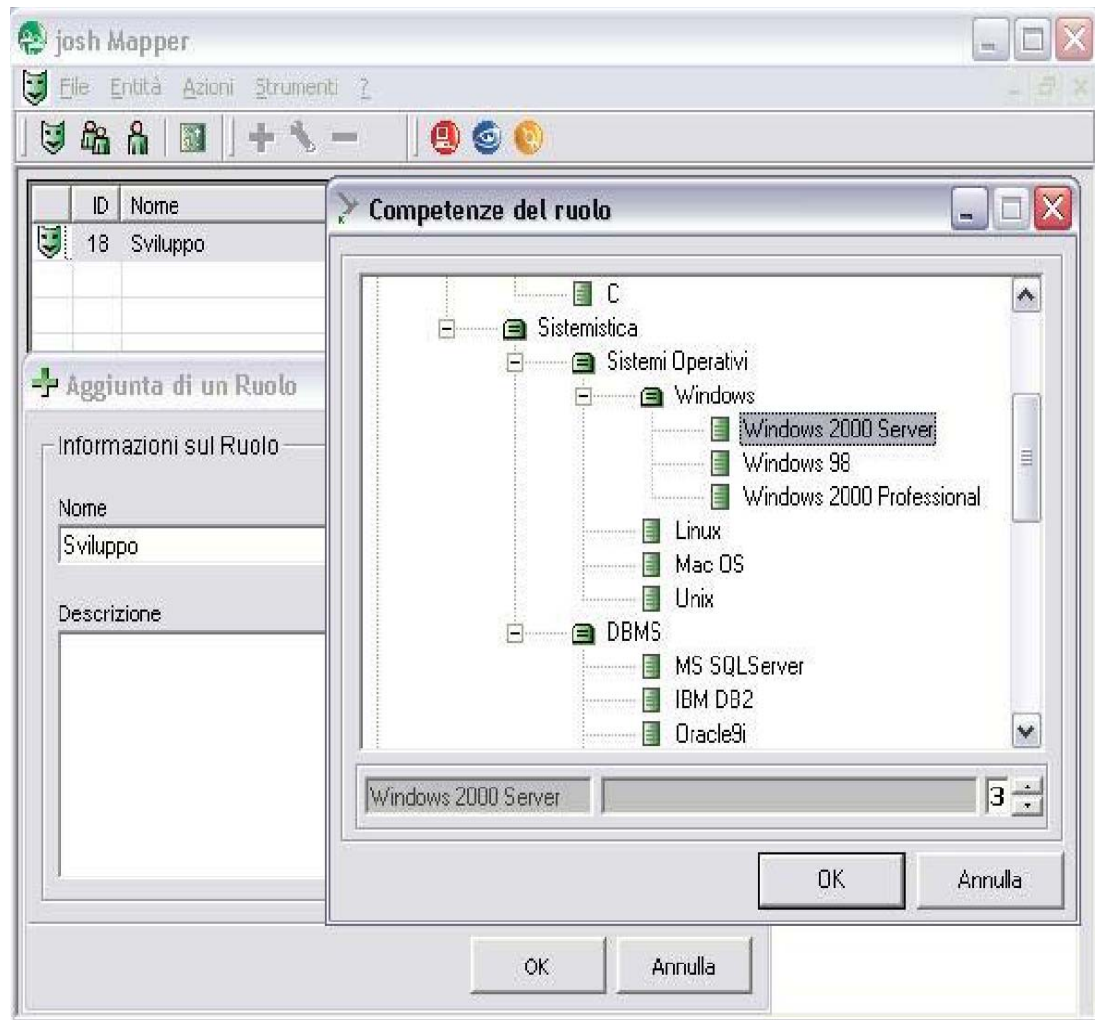 josh Mapper
File Entità Azioni Strumenti ?
ID Nome
18 Sviluppo
Competenze del ruolo
C
Sistemistica
Sistemi Operativi
Windows
Windows 2000 Server
Windows 98
Windows 2000 Professional
Linux
Mac OS
Unix
DBMS
MS SQLServer
IBM DB2
Oracle9i
Windows 2000 Server 3
OK Annulla
Aggiunta di un Ruolo
Informazioni sul Ruolo
Nome
Sviluppo
Descrizione
OK Annulla